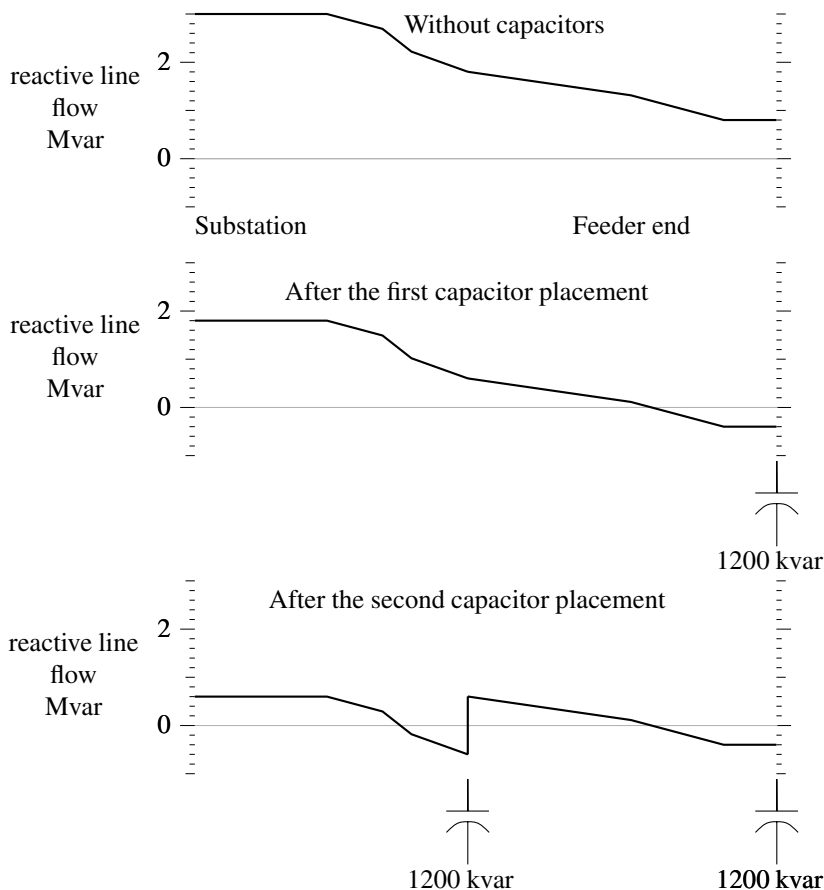 Without capacitors
2
reactive line
flow
Mvar
0
Substation
Feeder end
After the first capacitor placement
2
reactive line
flow
Mvar
0
1200 kvar
After the second capacitor placement
2
reactive line
flow
Mvar
0
1200 kvar
1200 kvar